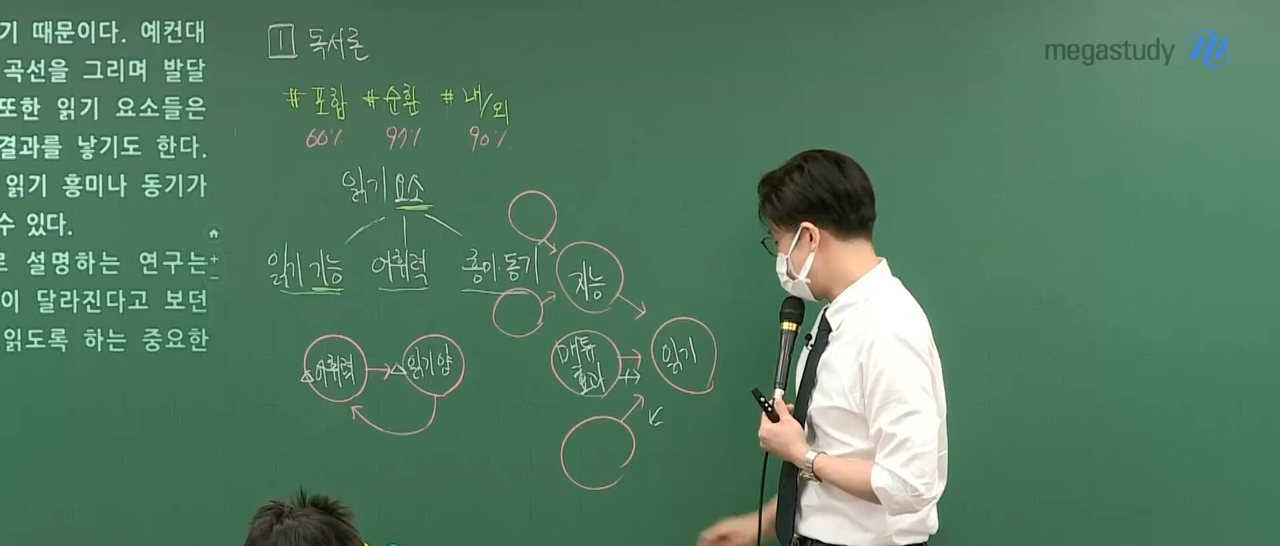 기 때문이다. 예컨대
곡선을 그리며 발달
또한 읽기 요소들은
결과를 낳기도 한다.
읽기 흥미나 동기가
수 있다.
로 설명하는 연구는
이 달라진다고 보던
읽도록 하는 중요한
1 독서론
#포함 #순환 #내/외
60% 97% 90%
읽기 요소
읽기 기능 어휘력 흥미·동기
지능
△어휘력 △읽기 양
매튜 효과
읽기
megastudy